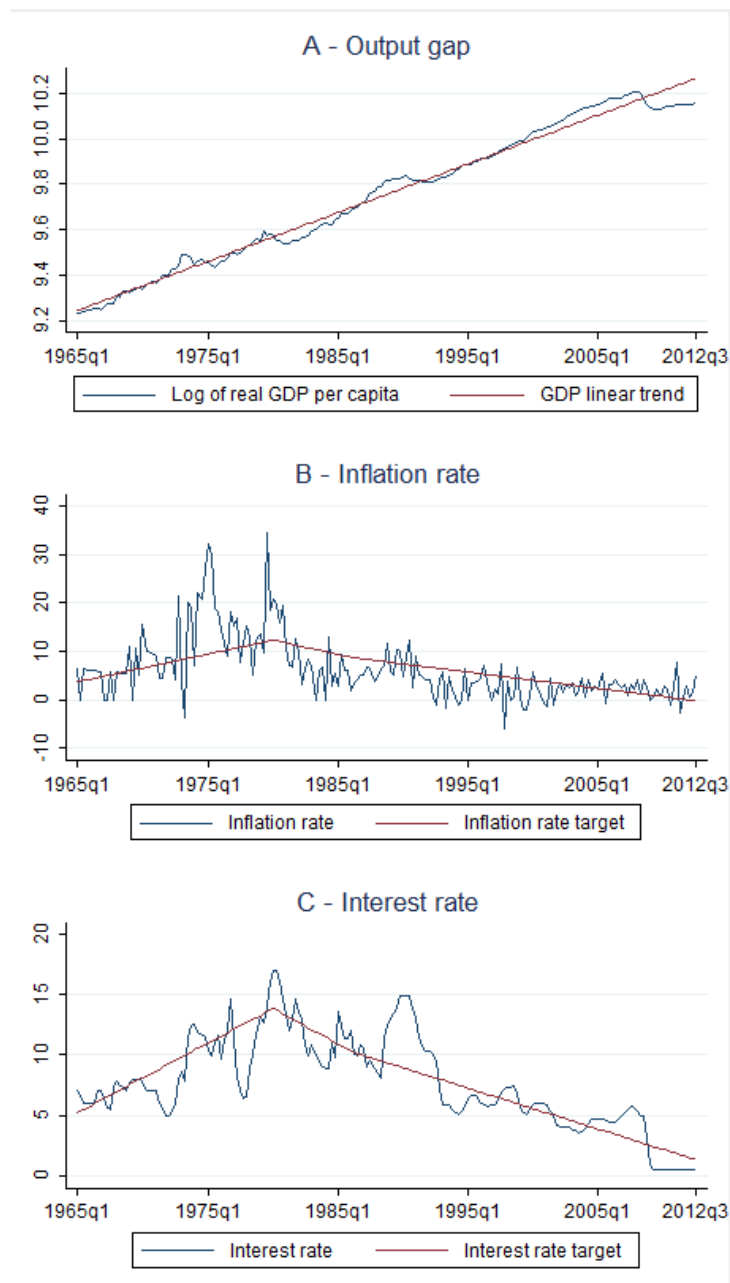 A - Output gap
10.2
10.0
9.8
9.6
9.4
9.2
1965q1 1975q1 1985q1 1995q1 2005q1 2012q3
Log of real GDP per capita GDP linear trend
B - Inflation rate
40
30
20
10
0
-10
1965q1 1975q1 1985q1 1995q1 2005q1 2012q3
Inflation rate Inflation rate target
C - Interest rate
20
15
10
5
0
1965q1 1975q1 1985q1 1995q1 2005q1 2012q3
Interest rate Interest rate target